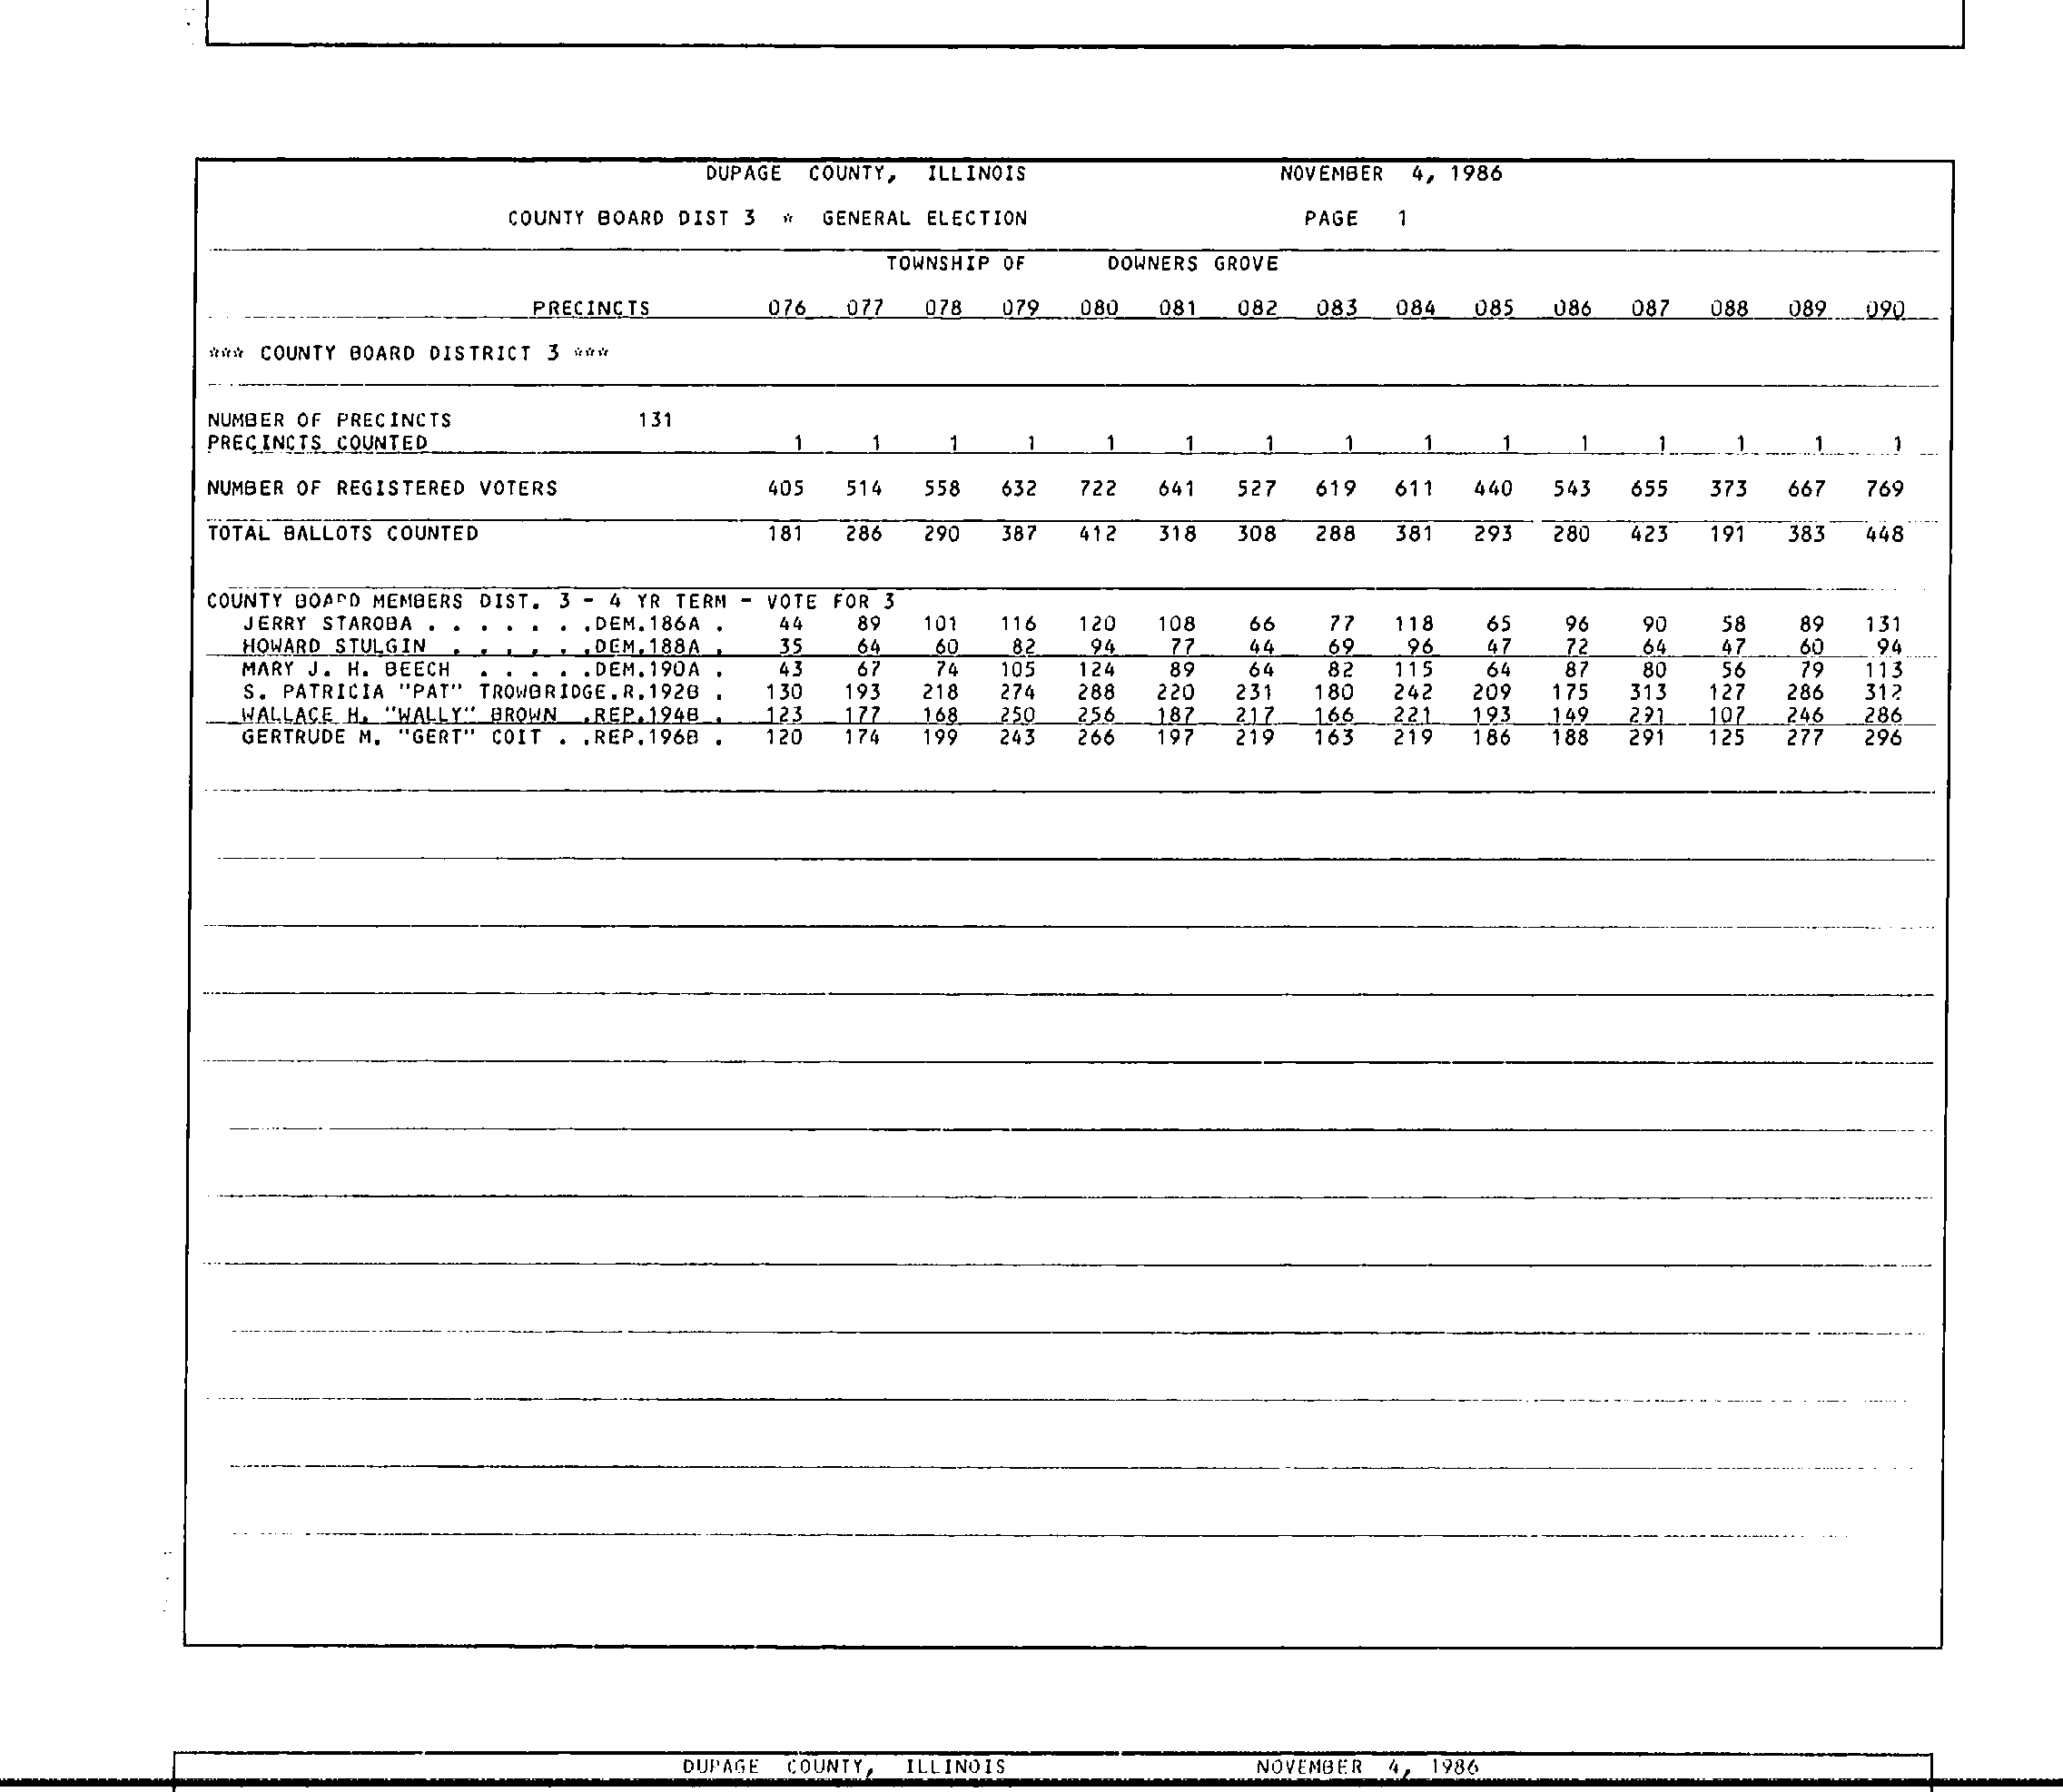 DUPAGE COUNTY, ILLINOIS NOVEMBER 4, 1986
COUNTY BOARD DIST 3 * GENERAL ELECTION PAGE 1
TOWNSHIP OF DOWNERS GROVE
PRECINCTS 076 077 078 079 080 081 082 083 084 085 086 087 088 089 090
*** COUNTY BOARD DISTRICT 3 ***
NUMBER OF PRECINCTS 131
PRECINCTS COUNTED 1 1 1 1 1 1 1 1 1 1 1 1 1 1 1
NUMBER OF REGISTERED VOTERS 405 514 558 632 722 641 527 619 611 440 543 655 373 667 769
TOTAL BALLOTS COUNTED 181 286 290 387 412 318 308 288 381 293 280 423 191 383 448
COUNTY BOARD MEMBERS DIST. 3 - 4 YR TERM - VOTE FOR 3
JERRY STAROBA . . . . . . .DEM.186A . 44 89 101 116 120 108 66 77 118 65 96 90 58 89 131
HOWARD STULGIN . . . . . .DEM.188A . 35 64 60 82 94 77 44 69 96 47 72 64 47 60 94
MARY J. H. BEECH . . . . .DEM.190A . 43 67 74 105 124 89 64 82 115 64 87 80 56 79 113
S. PATRICIA "PAT" TROWBRIDGE.R.192B . 130 193 218 274 288 220 231 180 242 209 175 313 127 286 312
WALLACE H. "WALLY" BROWN .REP.194B . 123 177 168 250 256 187 217 166 221 193 149 291 107 246 286
GERTRUDE M. "GERT" COIT . .REP.196B . 120 174 199 243 266 197 219 163 219 186 188 291 125 277 296
DUPAGE COUNTY, ILLINOIS NOVEMBER 4, 1986